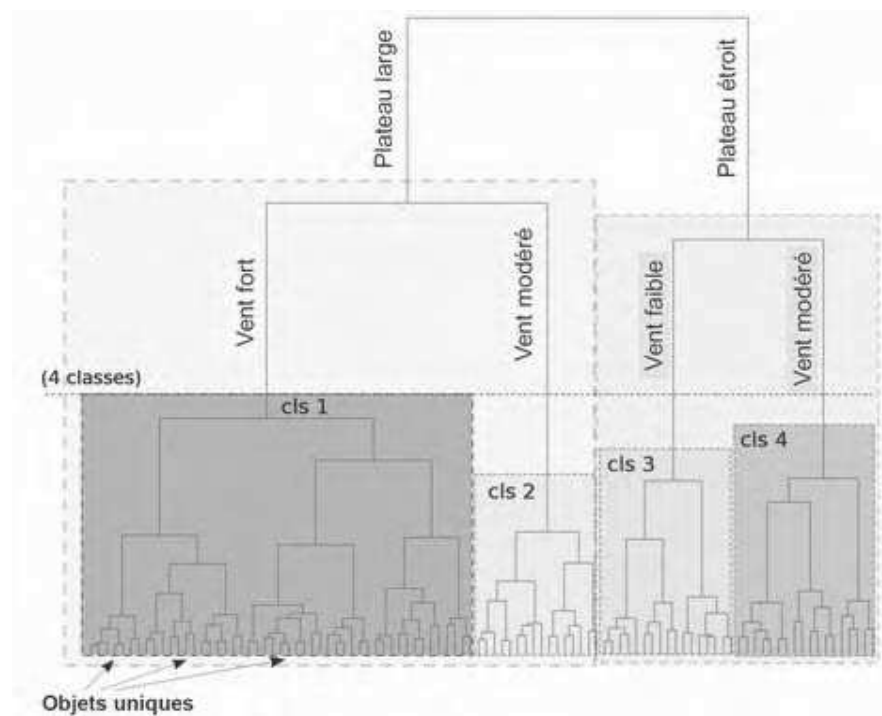 Plateau large
Plateau étroit
Vent fort
Vent modéré
Vent faible
Vent modéré
(4 classes)
cls 1
cls 2
cls 3
cls 4
Objets uniques